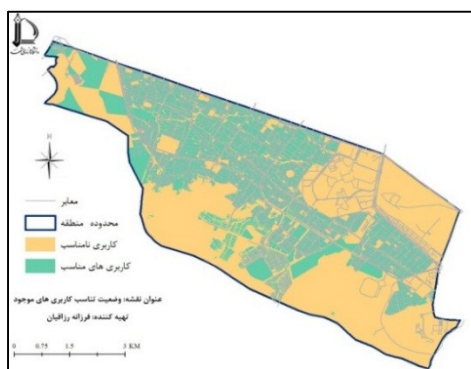 N
معابر
محدوده منطقه
کاربری نامناسب
کاربری های مناسب
عنوان نقشه: وضعیت تناسب کاربری های موجود
تهیه کننده: فرزانه رزاقیان
0 0.75 1.5 3 KM